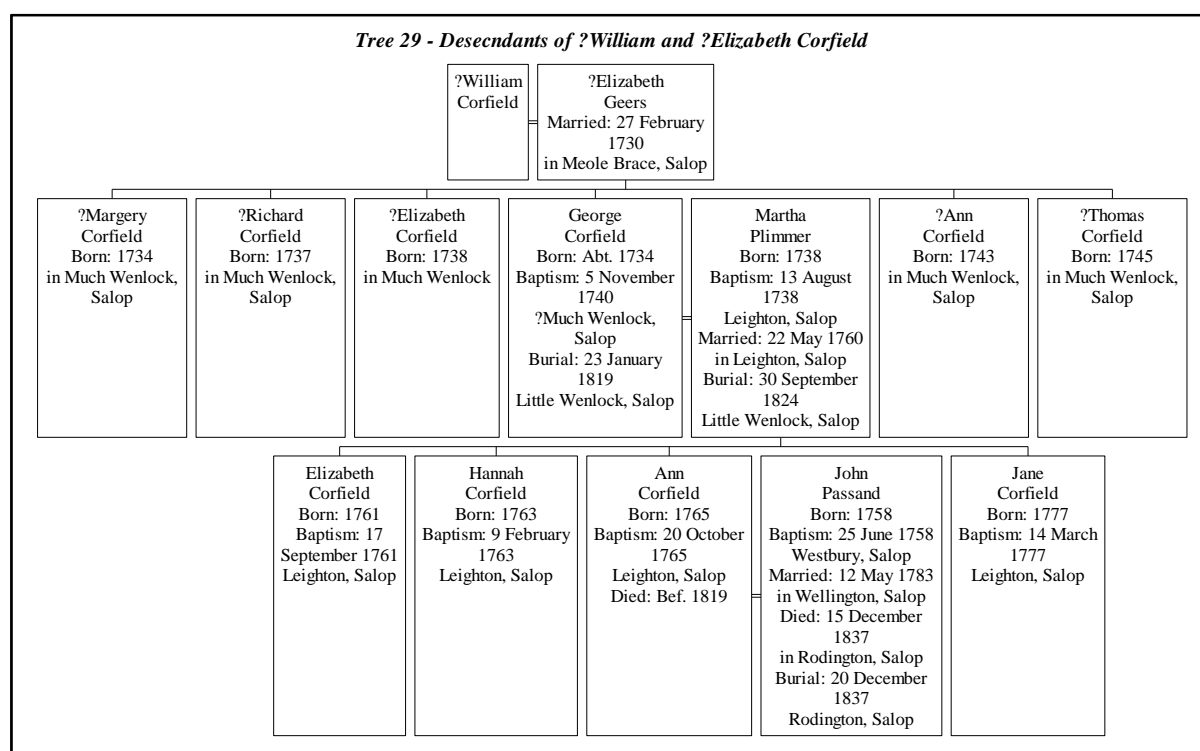 Tree 29 - Desecndants of ?William and ?Elizabeth Corfield
?William
Corfield
?Elizabeth
Geers
Married: 27 February
1730
in Meole Brace, Salop
?Margery
Corfield
Born: 1734
in Much Wenlock,
Salop
?Richard
Corfield
Born: 1737
in Much Wenlock,
Salop
?Elizabeth
Corfield
Born: 1738
in Much Wenlock
George
Corfield
Born: Abt. 1734
Baptism: 5 November
1740
?Much Wenlock,
Salop
Burial: 23 January
1819
Little Wenlock, Salop
Martha
Plimmer
Born: 1738
Baptism: 13 August
1738
Leighton, Salop
Married: 22 May 1760
in Leighton, Salop
Burial: 30 September
1824
Little Wenlock, Salop
?Ann
Corfield
Born: 1743
in Much Wenlock,
Salop
?Thomas
Corfield
Born: 1745
in Much Wenlock,
Salop
Elizabeth
Corfield
Born: 1761
Baptism: 17
September 1761
Leighton, Salop
Hannah
Corfield
Born: 1763
Baptism: 9 February
1763
Leighton, Salop
Ann
Corfield
Born: 1765
Baptism: 20 October
1765
Leighton, Salop
Died: Bef. 1819
John
Passand
Born: 1758
Baptism: 25 June 1758
Westbury, Salop
Married: 12 May 1783
in Wellington, Salop
Died: 15 December
1837
in Rodington, Salop
Burial: 20 December
1837
Rodington, Salop
Jane
Corfield
Born: 1777
Baptism: 14 March
1777
Leighton, Salop